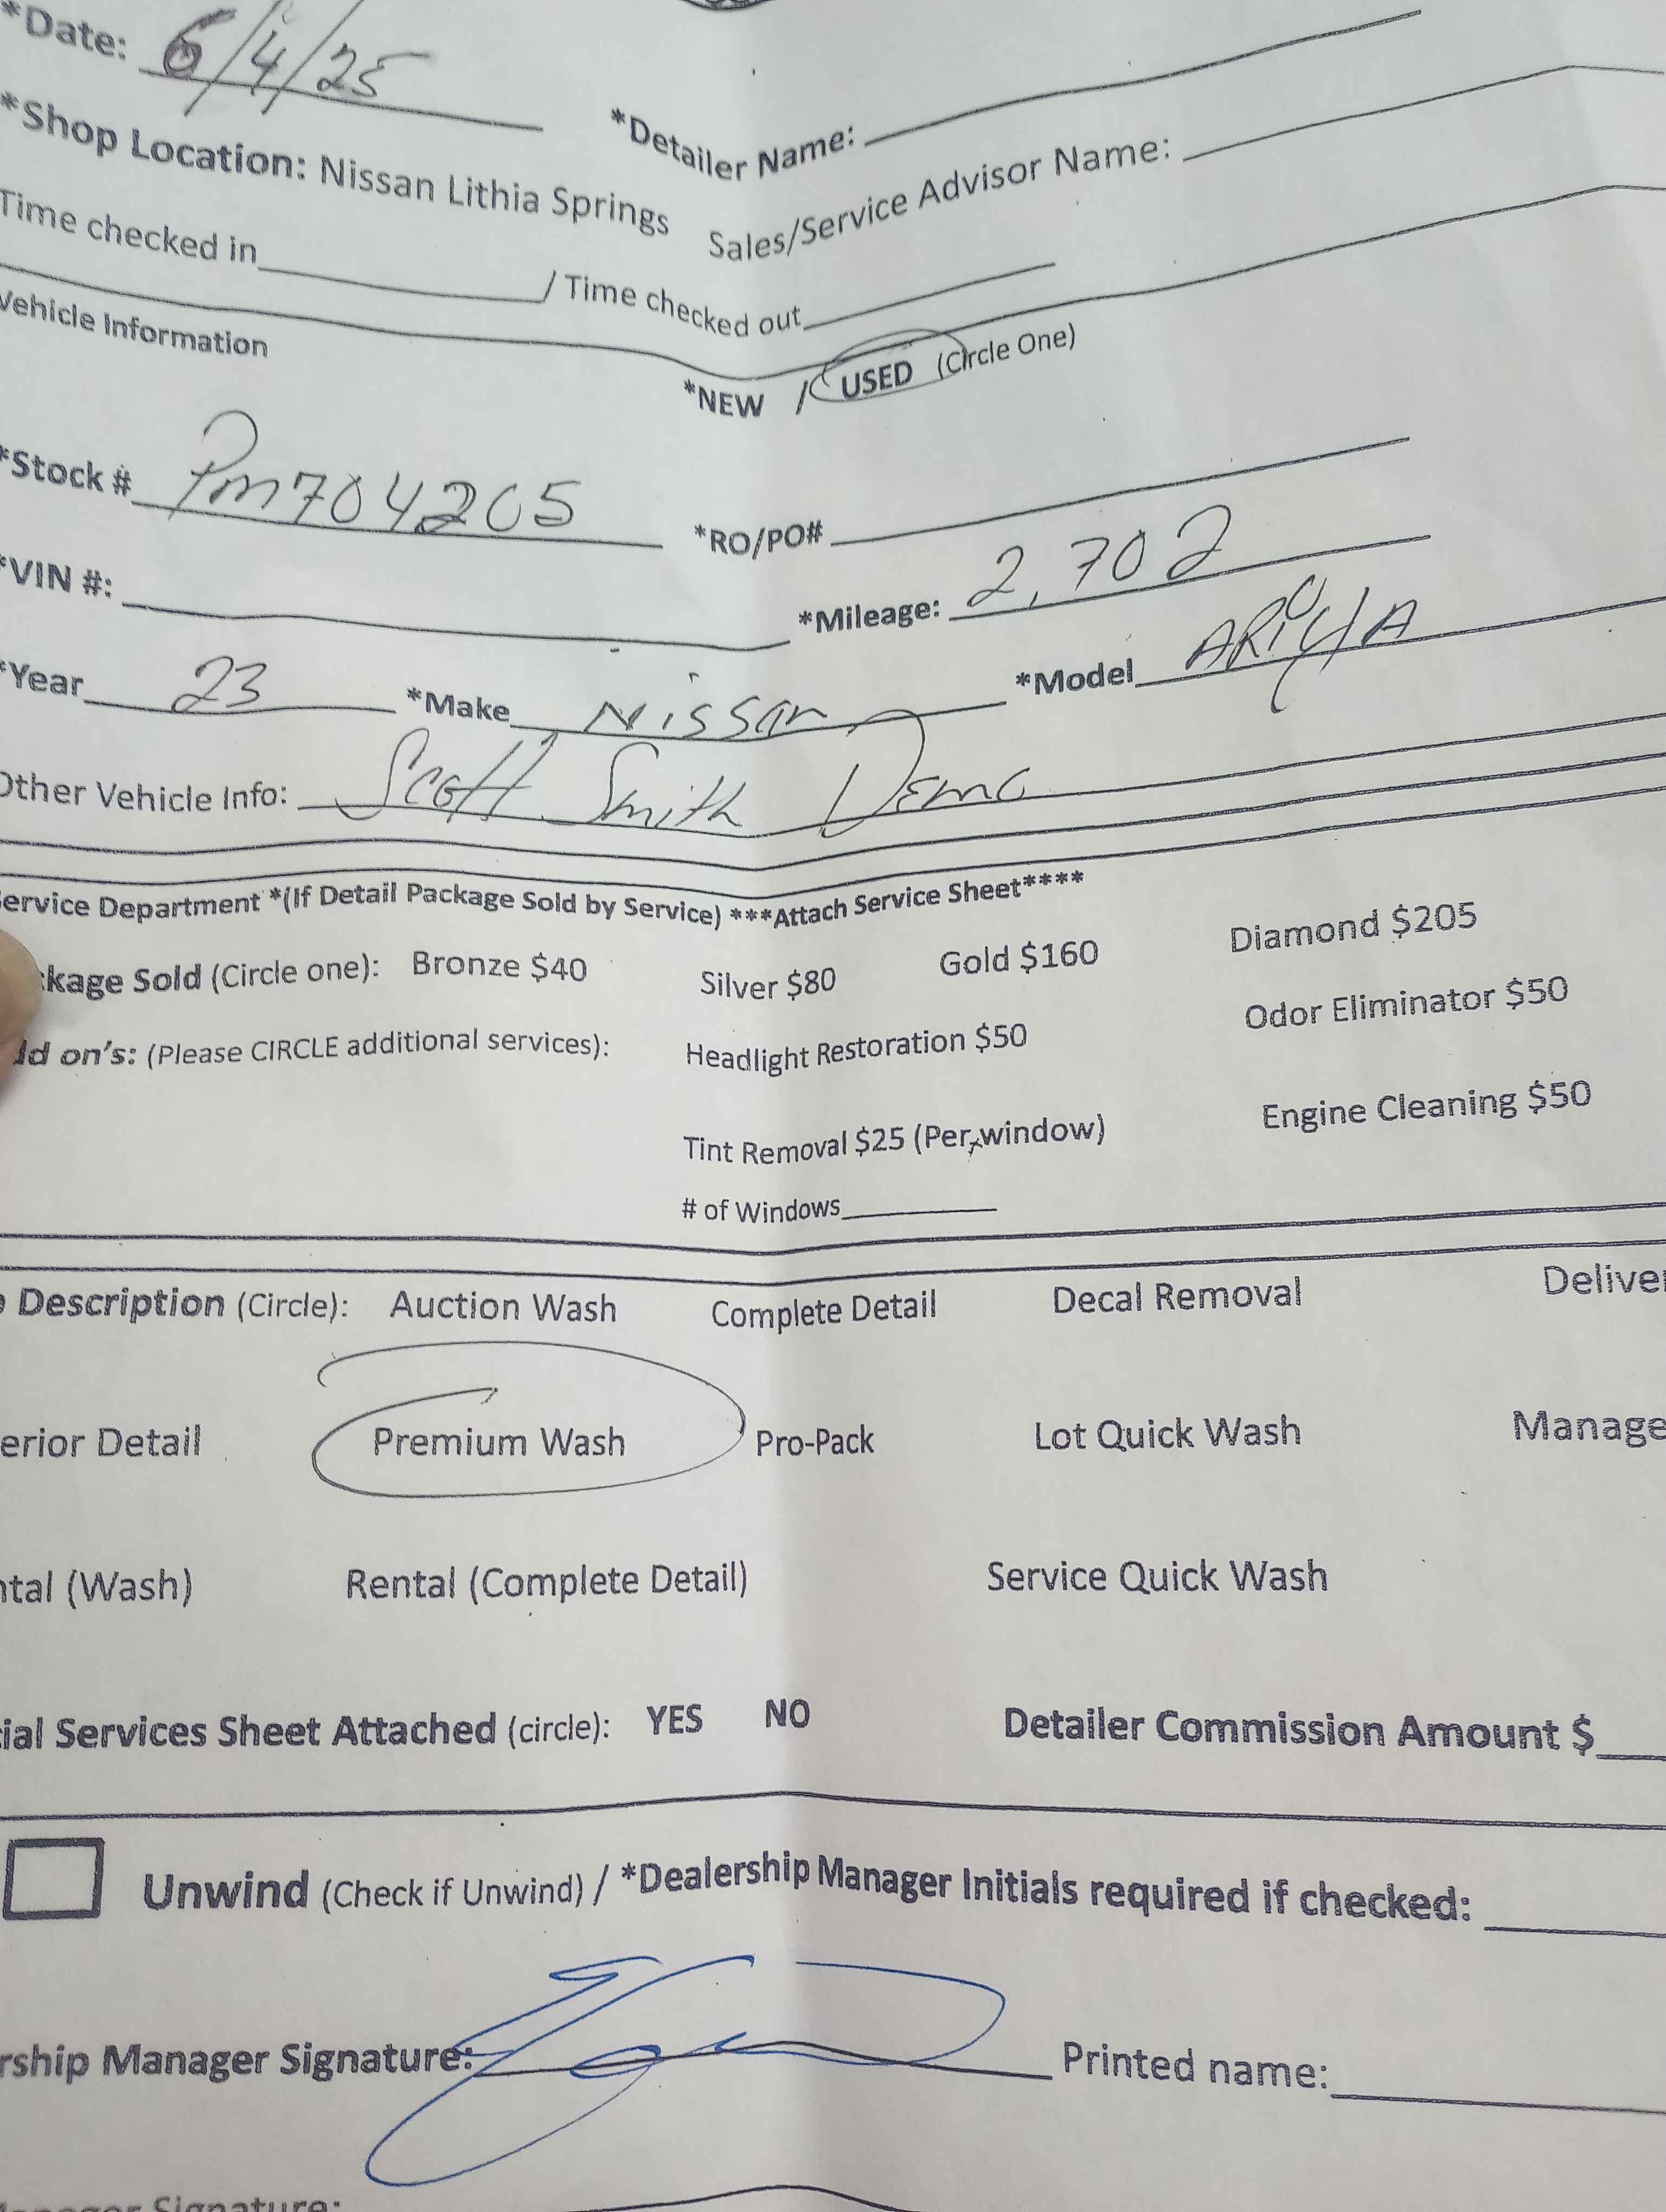 *Date: 6/4/25
*Detailer Name:
*Shop Location: Nissan Lithia Springs
Sales/Service Advisor Name:
Time checked in / Time checked out
Vehicle Information
*NEW / USED (Circle One)
*Stock # Pm704205
*RO/PO#
*VIN #:
*Mileage: 2,702
*Year 23 *Make Nissan *Model ARiYA
Other Vehicle Info: Scott Smith Demo
ervice Department *(If Detail Package Sold by Service) ***Attach Service Sheet****
kage Sold (Circle one): Bronze $40 Silver $80 Gold $160 Diamond $205
dd on's: (Please CIRCLE additional services): Headlight Restoration $50 Odor Eliminator $50
Tint Removal $25 (Per window) Engine Cleaning $50
# of Windows
Description (Circle): Auction Wash Complete Detail Decal Removal Deliver
erior Detail Premium Wash Pro-Pack Lot Quick Wash Manage
ntal (Wash) Rental (Complete Detail) Service Quick Wash
cial Services Sheet Attached (circle): YES NO Detailer Commission Amount $
Unwind (Check if Unwind) / *Dealership Manager Initials required if checked:
rship Manager Signature: Printed name:
Manager Signature: